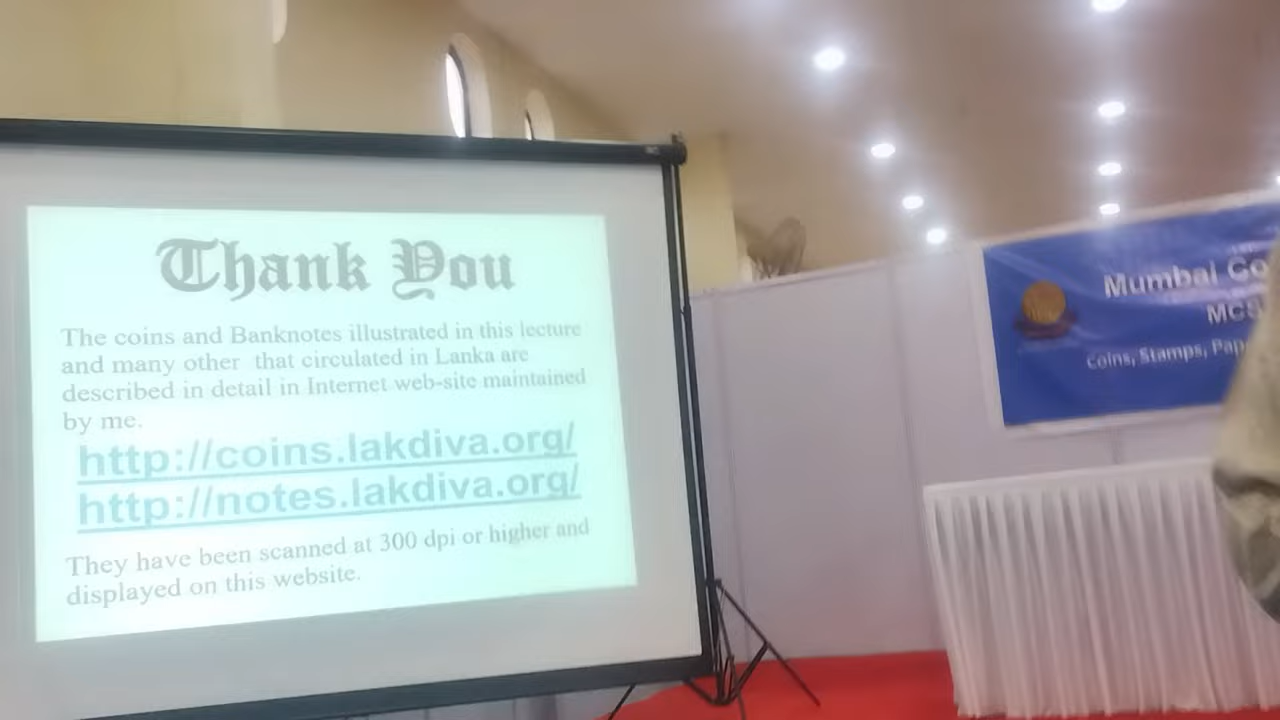 Thank You
The coins and Banknotes illustrated in this lecture
and many other that circulated in Lanka are
described in detail in Internet web-site maintained
by me.
http://coins.lakdiva.org/
http://notes.lakdiva.org/
They have been scanned at 300 dpi or higher and
displayed on this website.
Mumbai Co
MCS
Coins, Stamps, Pap